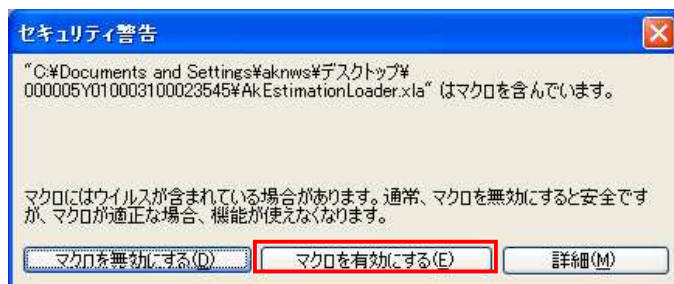 セキュリティ警告
"C:¥Documents and Settings¥aknws¥デスクトップ¥
000005Y010003100023545¥AkEstimationLoader.xla" はマクロを含んでいます。
マクロにはウイルスが含まれている場合があります。通常、マクロを無効にすると安全です
が、マクロが適正な場合、機能が使えなくなります。
マクロを無効にする(D) マクロを有効にする(E) 詳細(M)